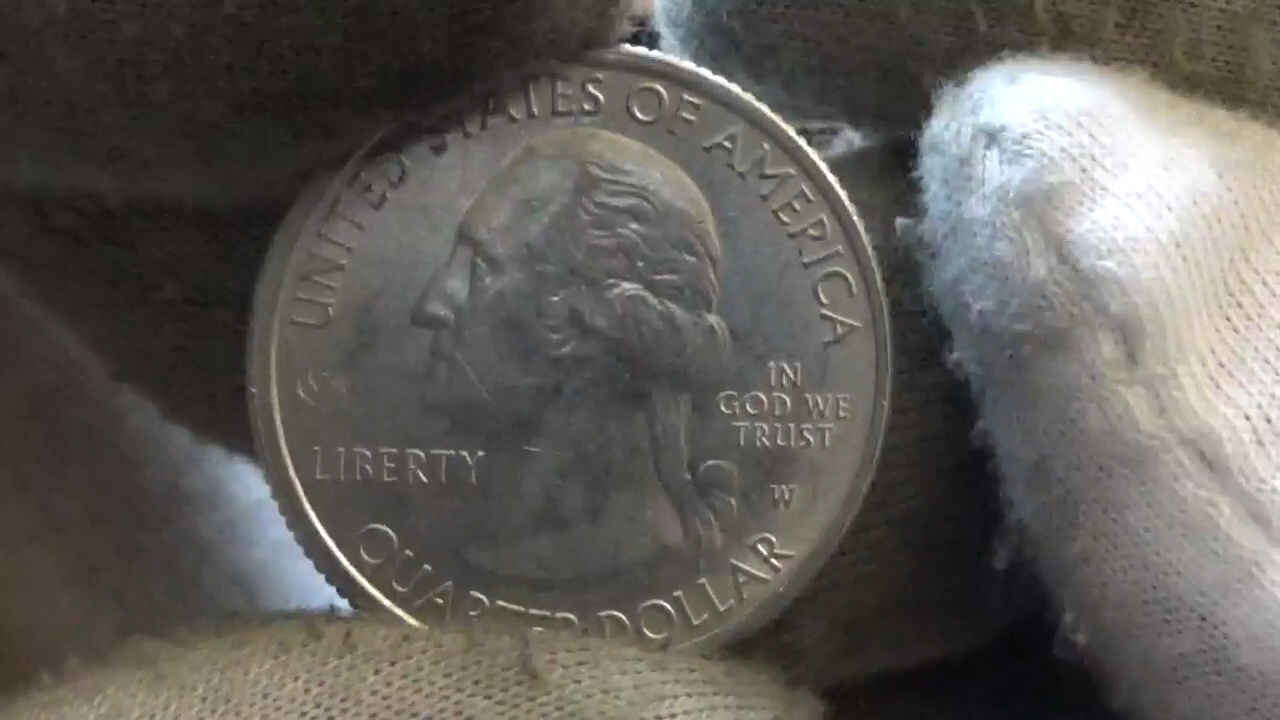 UNITED STATES OF AMERICA
IN
GOD WE
TRUST
LIBERTY
W
QUARTER DOLLAR